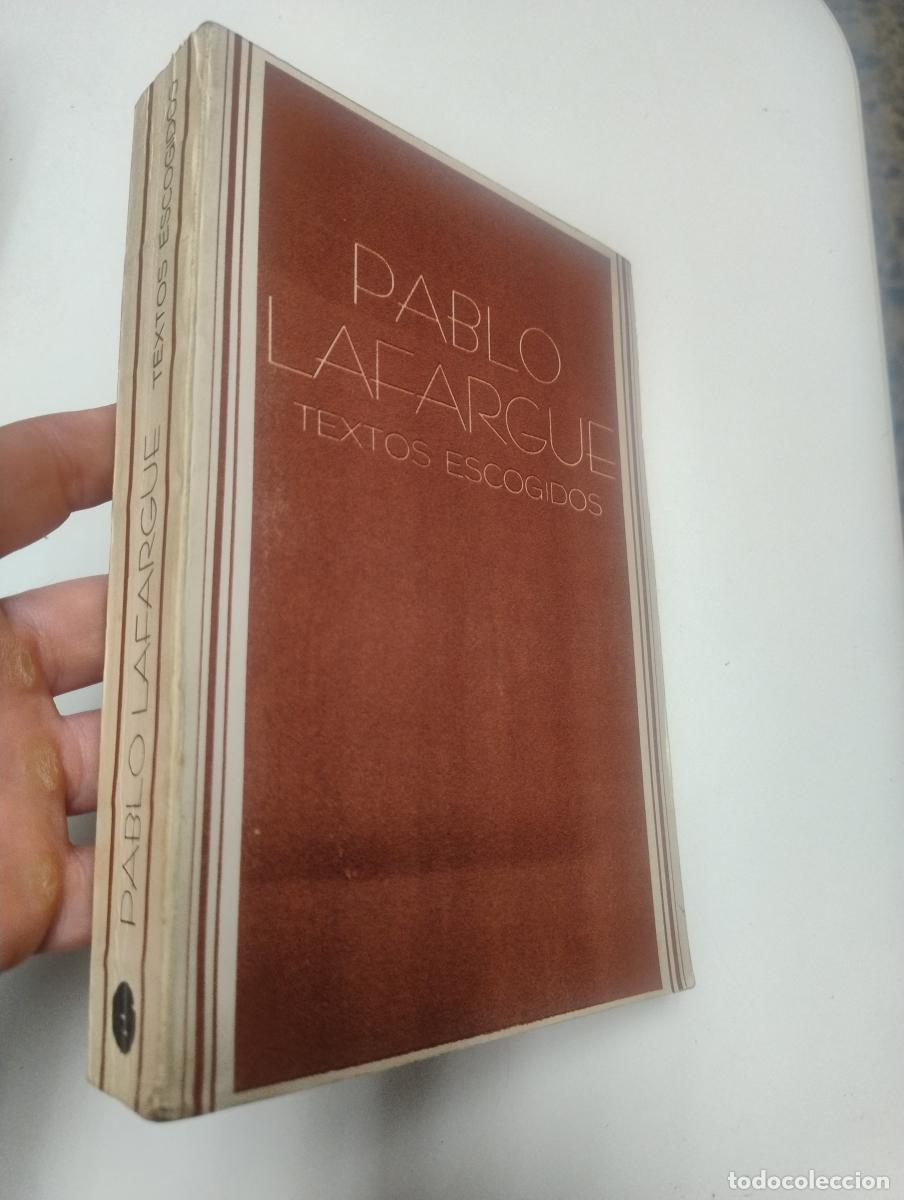 PABLO
LAFARGUE
TEXTOS ESCOGIDOS
PABLO LAFARGUE TEXTOS ESCOGIDOS
todocoleccion